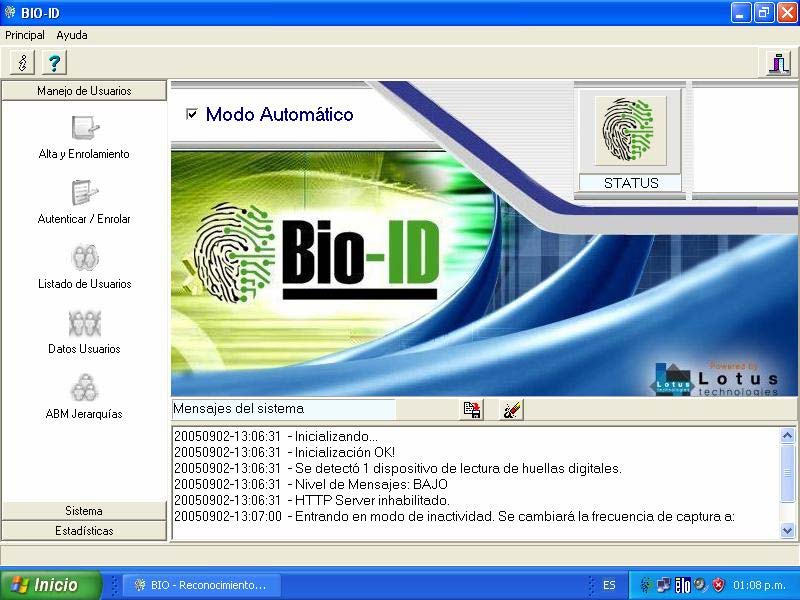 BIO-ID
Principal Ayuda
Manejo de Usuarios
Alta y Enrolamiento
Autenticar / Enrolar
Listado de Usuarios
Datos Usuarios
ABM Jerarquías
Sistema
Estadísticas
Modo Automático
STATUS
Bio-ID
Powered by
Lotus
technologies
Lotus
technologies
Mensajes del sistema
20050902-13:06:31 - Inicializando...
20050902-13:06:31 - Inicialización OK!
20050902-13:06:31 - Se detectó 1 dispositivo de lectura de huellas digitales.
20050902-13:06:31 - Nivel de Mensajes: BAJO
20050902-13:06:31 - HTTP Server inhabilitado.
20050902-13:07:00 - Entrando en modo de inactividad. Se cambiará la frecuencia de captura a:
Inicio
BIO - Reconocimiento...
ES
01:08 p.m.